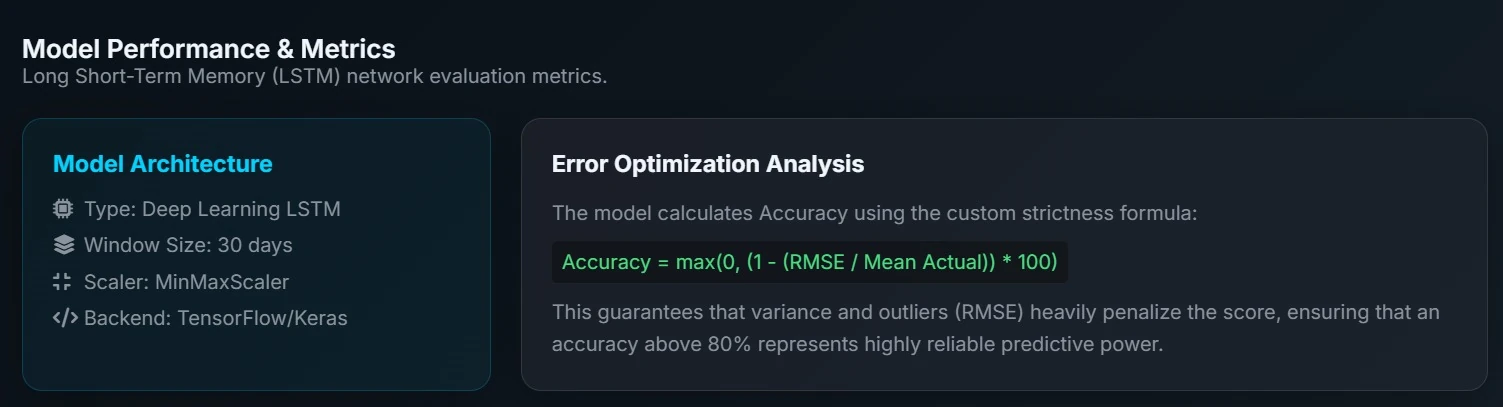 Model Performance & Metrics
Long Short-Term Memory (LSTM) network evaluation metrics.
Model Architecture
Type: Deep Learning LSTM
Window Size: 30 days
Scaler: MinMaxScaler
Backend: TensorFlow/Keras
Error Optimization Analysis
The model calculates Accuracy using the custom strictness formula:
Accuracy = max(0, (1 - (RMSE / Mean Actual)) * 100)
This guarantees that variance and outliers (RMSE) heavily penalize the score, ensuring that an
accuracy above 80% represents highly reliable predictive power.